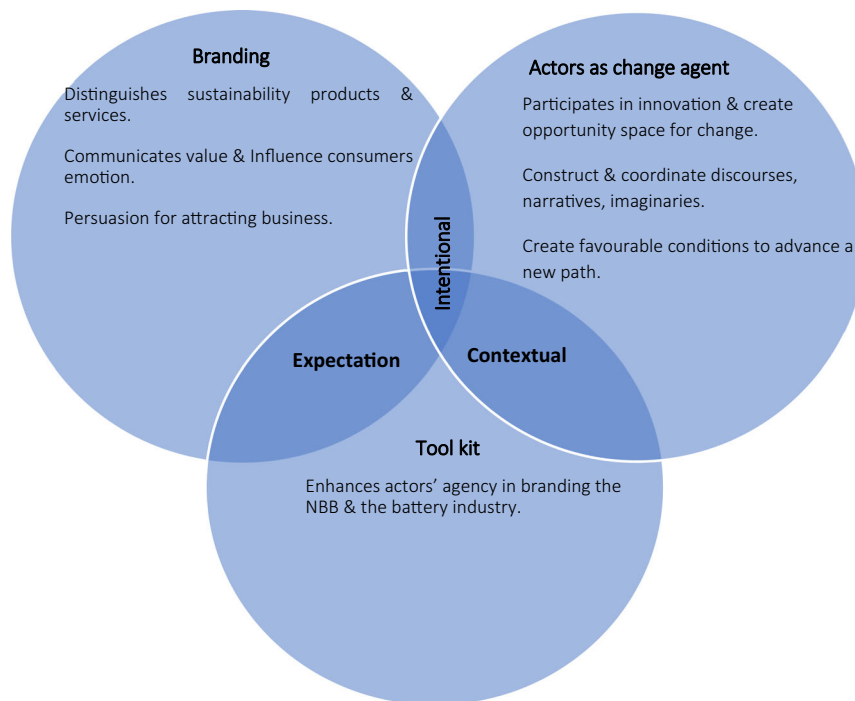 Branding
Distinguishes sustainability products &
services.
Communicates value & Influence consumers
emotion.
Persuasion for attracting business.
Actors as change agent
Participates in innovation & create
opportunity space for change.
Construct & coordinate discourses,
narratives, imaginaries.
Create favourable conditions to advance a
new path.
Intentional
Expectation
Contextual
Tool kit
Enhances actors’ agency in branding the
NBB & the battery industry.